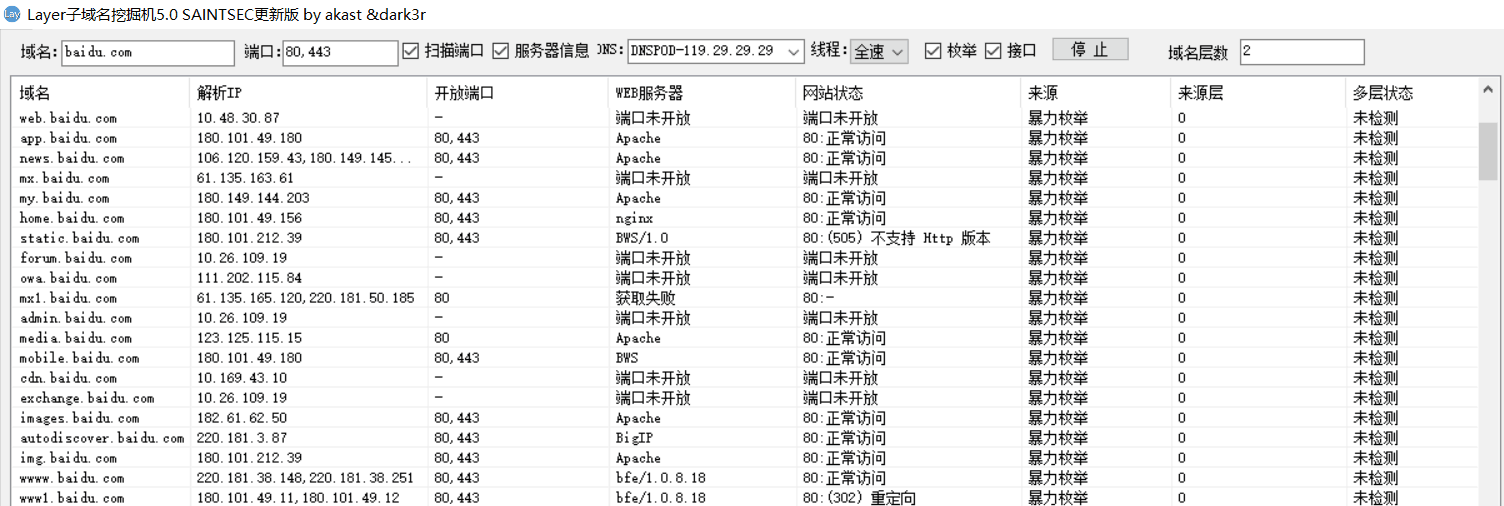 Lay Layer子域名挖掘机5.0 SAINTSEC更新版 by akast &dark3r
域名: baidu.com 端口: 80,443 扫描端口 服务器信息 DNS: DNSPOD-119.29.29.29 线程: 全速 枚举 接口 停 止 域名层数 2
域名 解析IP 开放端口 WEB服务器 网站状态 来源 来源层 多层状态
web.baidu.com 10.48.30.87 - 端口未开放 端口未开放 暴力枚举 0 未检测
app.baidu.com 180.101.49.180 80,443 Apache 80:正常访问 暴力枚举 0 未检测
news.baidu.com 106.120.159.43,180.149.145... 80,443 Apache 80:正常访问 暴力枚举 0 未检测
mx.baidu.com 61.135.163.61 - 端口未开放 端口未开放 暴力枚举 0 未检测
my.baidu.com 180.149.144.203 80,443 Apache 80:正常访问 暴力枚举 0 未检测
home.baidu.com 180.101.49.156 80,443 nginx 80:正常访问 暴力枚举 0 未检测
static.baidu.com 180.101.212.39 80,443 BWS/1.0 80:(505) 不支持 Http 版本 暴力枚举 0 未检测
forum.baidu.com 10.26.109.19 - 端口未开放 端口未开放 暴力枚举 0 未检测
owa.baidu.com 111.202.115.84 - 端口未开放 端口未开放 暴力枚举 0 未检测
mx1.baidu.com 61.135.165.120,220.181.50.185 80 获取失败 80:- 暴力枚举 0 未检测
admin.baidu.com 10.26.109.19 - 端口未开放 端口未开放 暴力枚举 0 未检测
media.baidu.com 123.125.115.15 80 Apache 80:正常访问 暴力枚举 0 未检测
mobile.baidu.com 180.101.49.180 80,443 BWS 80:正常访问 暴力枚举 0 未检测
cdn.baidu.com 10.169.43.10 - 端口未开放 端口未开放 暴力枚举 0 未检测
exchange.baidu.com 10.26.109.19 - 端口未开放 端口未开放 暴力枚举 0 未检测
images.baidu.com 182.61.62.50 80,443 Apache 80:正常访问 暴力枚举 0 未检测
autodiscover.baidu.com 220.181.3.87 80,443 BigIP 80:正常访问 暴力枚举 0 未检测
img.baidu.com 180.101.212.39 80,443 Apache 80:正常访问 暴力枚举 0 未检测
wwww.baidu.com 220.181.38.148,220.181.38.251 80,443 bfe/1.0.8.18 80:正常访问 暴力枚举 0 未检测
www1.baidu.com 180.101.49.11,180.101.49.12 80,443 bfe/1.0.8.18 80:(302) 重定向 暴力枚举 0 未检测